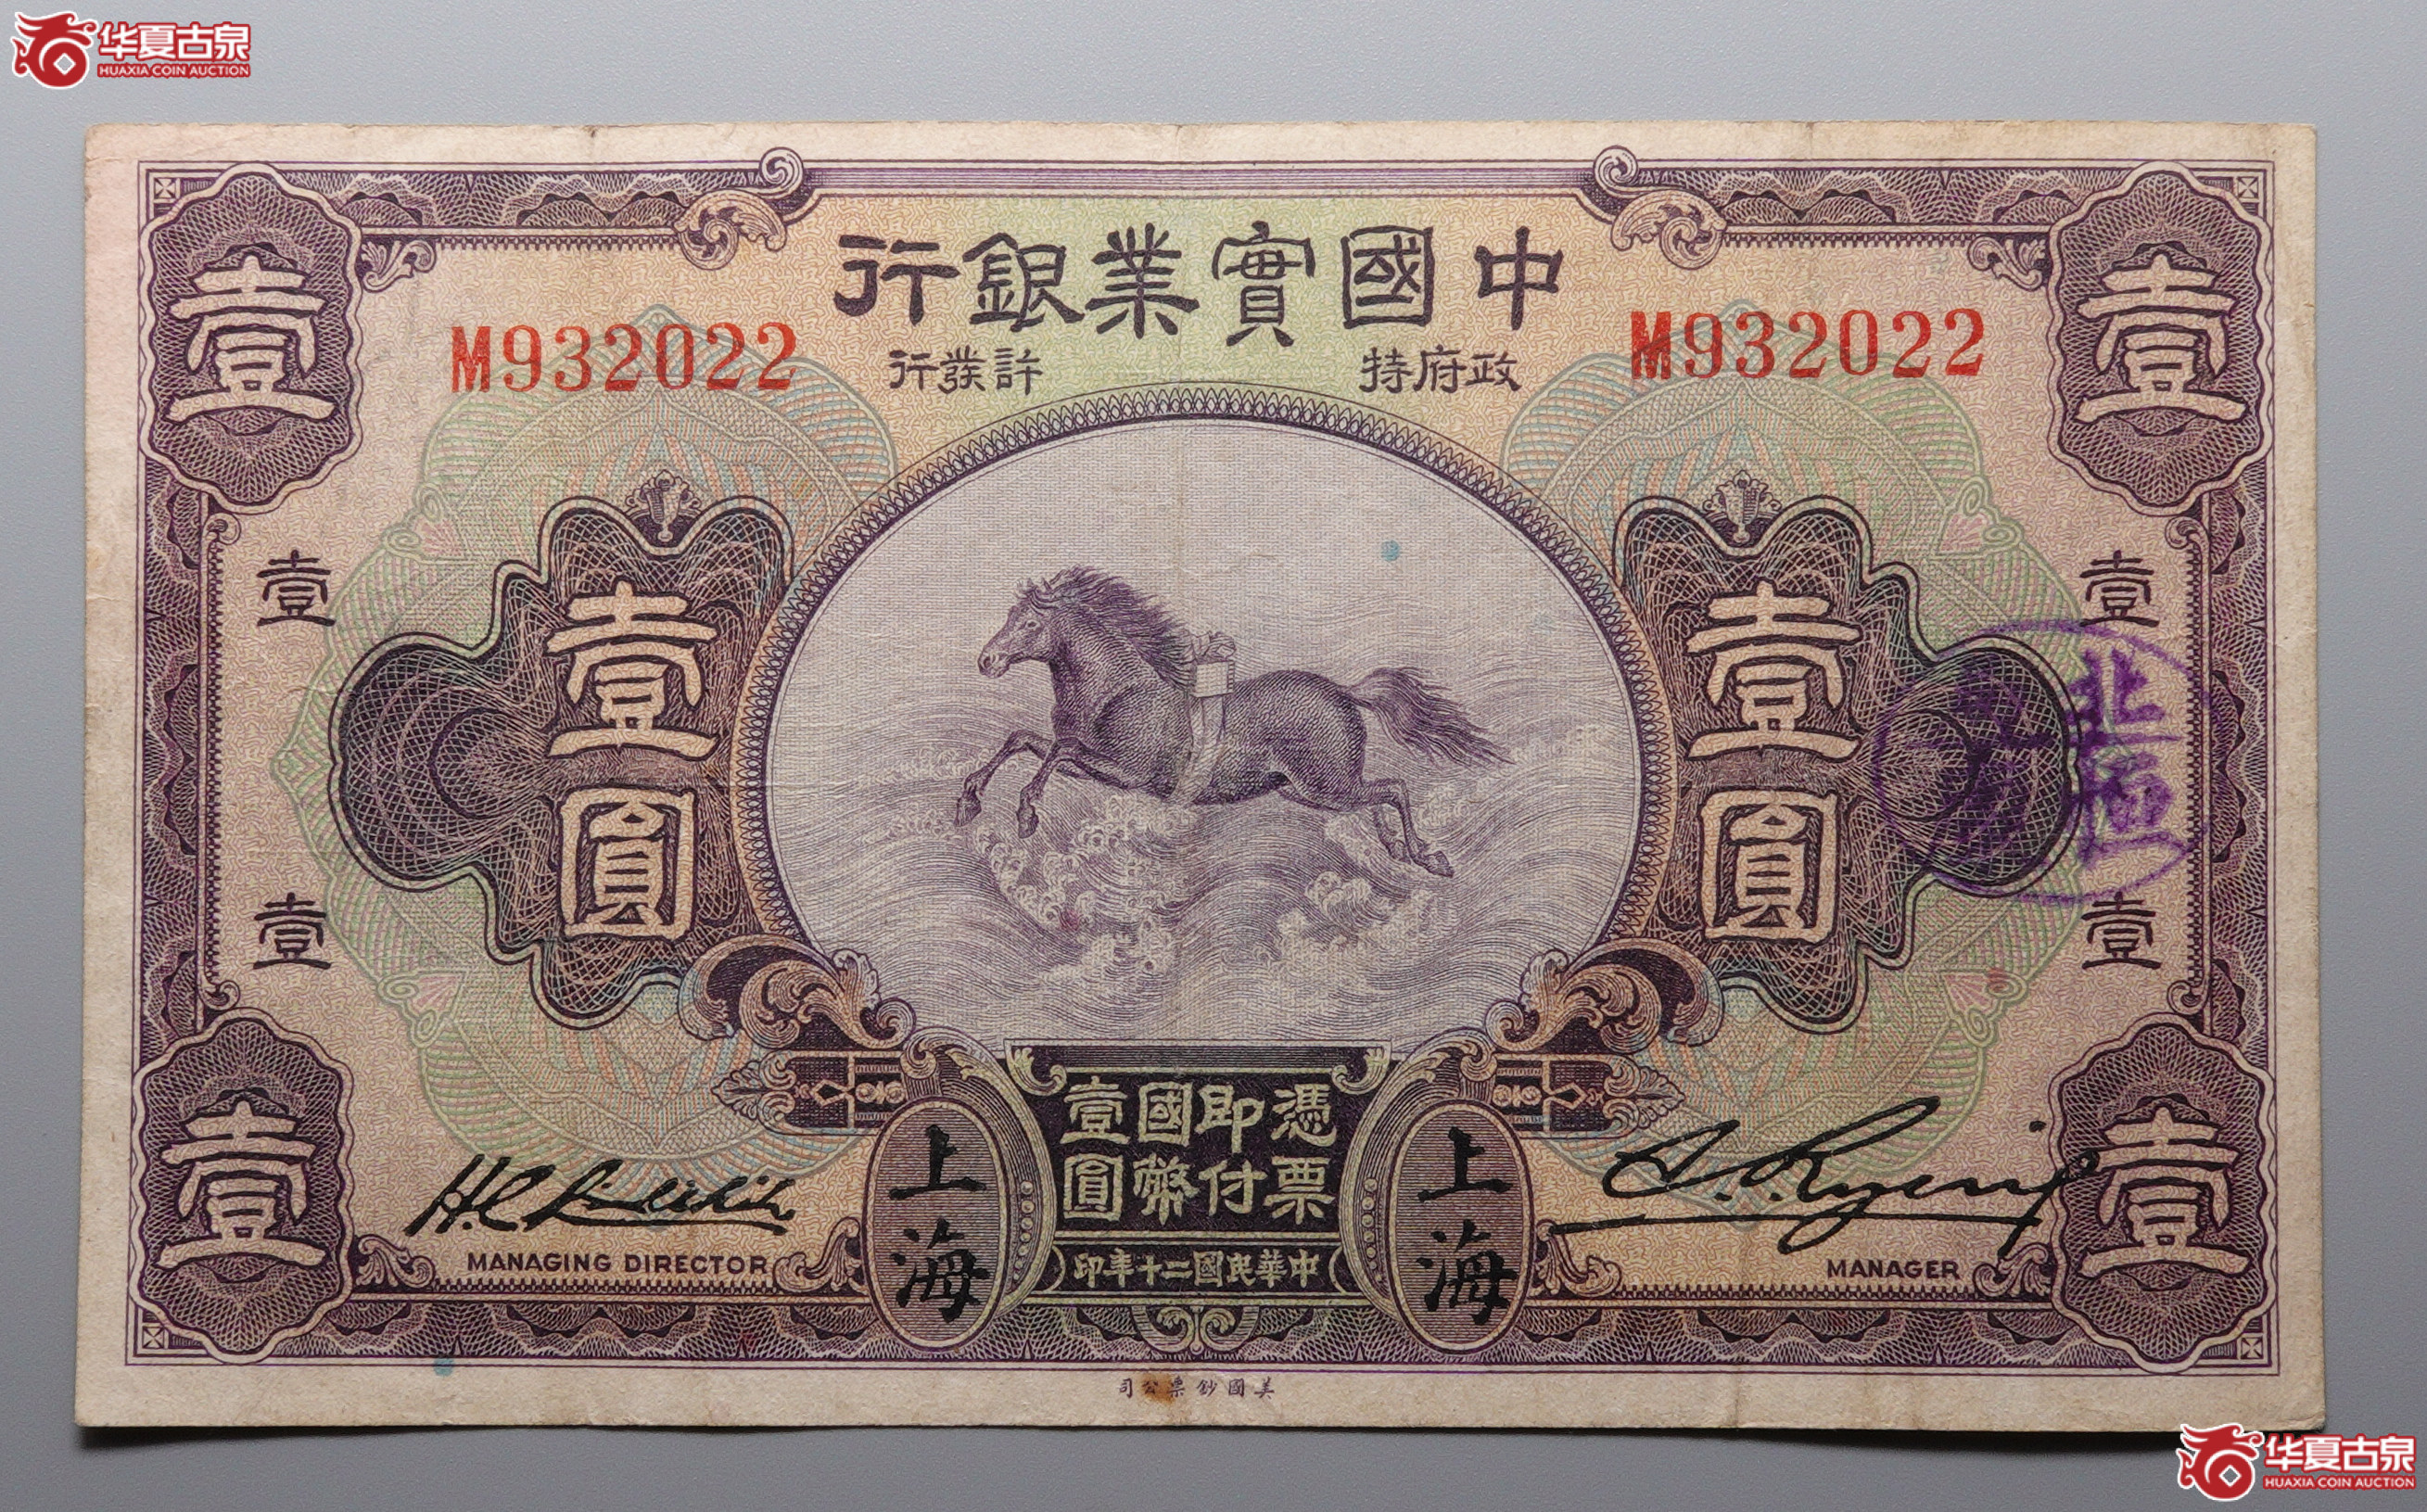 华夏古泉
HUAXIA COIN AUCTION
中國實業銀行
M932022
M932022
政府特許發行
壹
壹
壹
壹
壹圓
壹圓
壹
壹
北
壹
壹
憑票即付國幣壹圓
上海
上海
MANAGING DIRECTOR
中華民國二十年印
MANAGER
壹
壹
美國鈔票公司
华夏古泉
HUAXIA COIN AUCTION